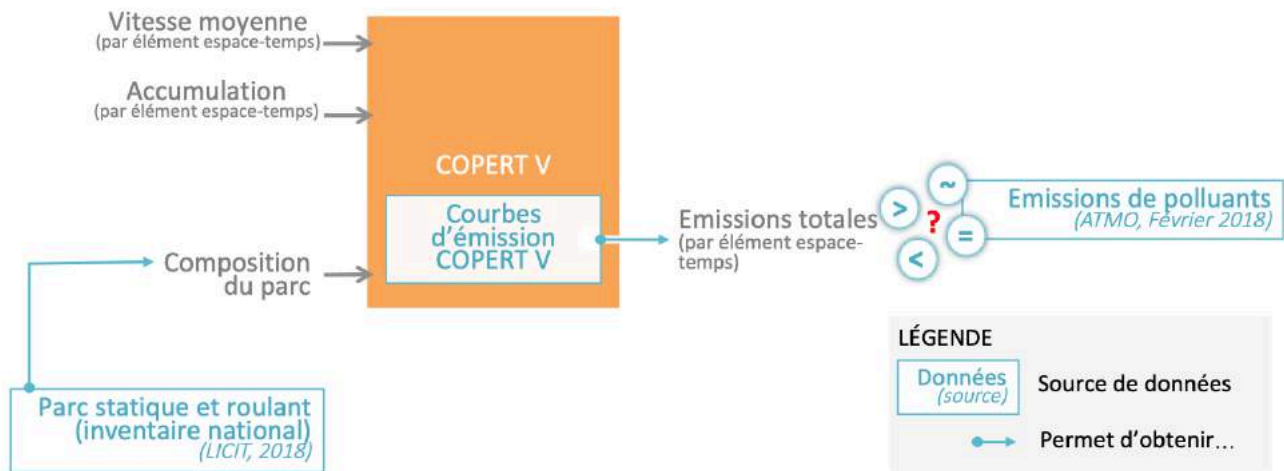 Vitesse moyenne
(par élément espace-temps)
Accumulation
(par élément espace-temps)
Composition
du parc
Parc statique et roulant
(inventaire national)
(LICIT, 2018)
COPERT V
Courbes
d'émission
COPERT V
Emissions totales
(par élément espace-
temps)
~
>
?
=
<
Emissions de polluants
(ATMO, Février 2018)
LÉGENDE
Données
(source)
Source de données
Permet d'obtenir...